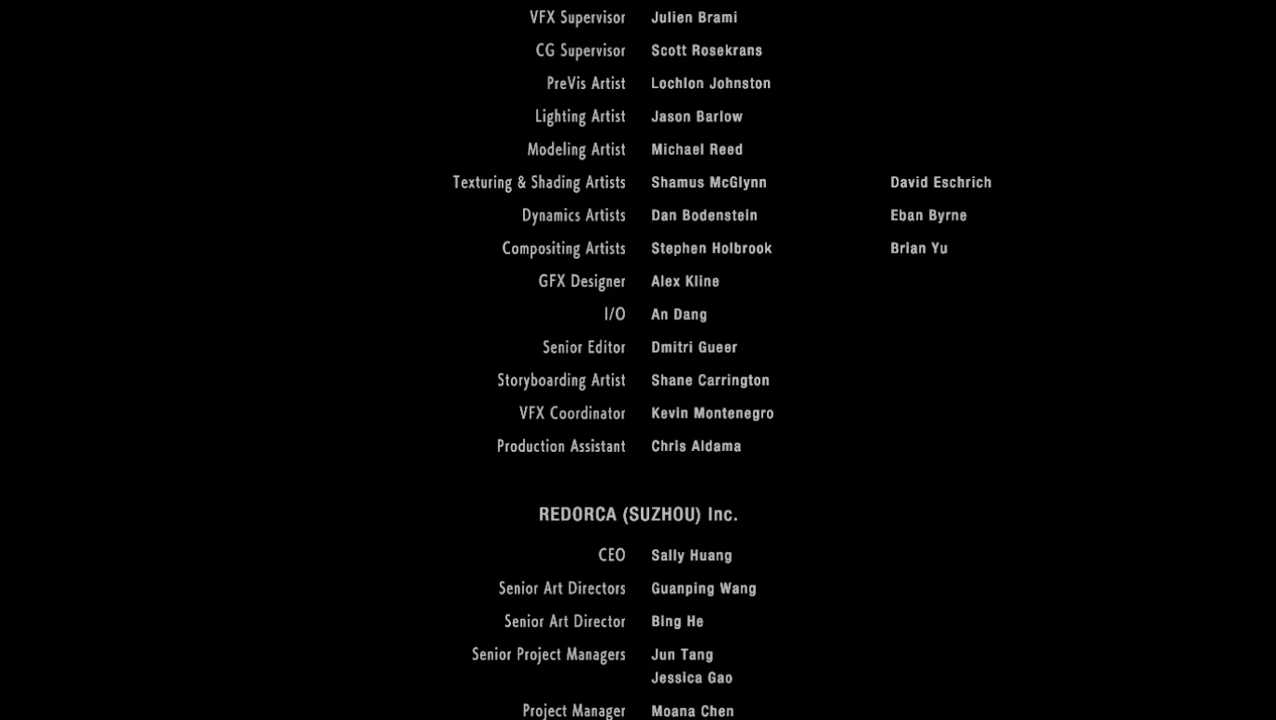 VFX Supervisor Julien Brami
CG Supervisor Scott Rosekrans
PreVis Artist Lochlon Johnston
Lighting Artist Jason Barlow
Modeling Artist Michael Reed
Texturing & Shading Artists Shamus McGlynn David Eschrich
Dynamics Artists Dan Bodenstein Eban Byrne
Compositing Artists Stephen Holbrook Brian Yu
GFX Designer Alex Kline
I/O An Dang
Senior Editor Dmitri Gueer
Storyboarding Artist Shane Carrington
VFX Coordinator Kevin Montenegro
Production Assistant Chris Aldama
REDORCA (SUZHOU) Inc.
CEO Sally Huang
Senior Art Directors Guanping Wang
Senior Art Director Bing He
Senior Project Managers Jun Tang
Jessica Gao
Project Manager Moana Chen